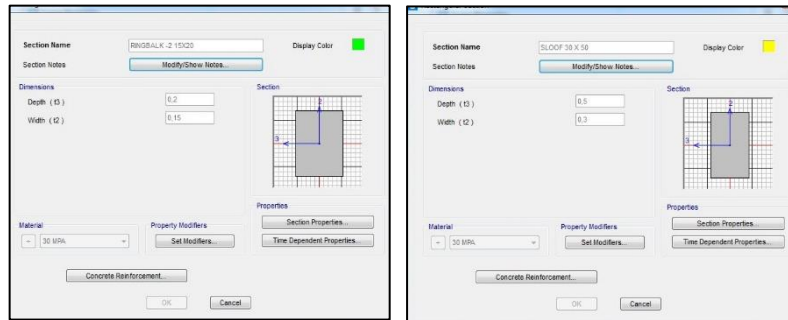 Section Name
RINGBALK -2 15X20
Display Color
Section Notes
Modify/Show Notes...
Dimensions
Depth ( t3 )
0,2
Width ( t2 )
0,15
Section
2
3
Properties
Section Properties...
Time Dependent Properties...
Material
30 MPA
Property Modifiers
Set Modifiers...
Concrete Reinforcement...
OK
Cancel
Section Name
SLOOF 30 X 50
Display Color
Section Notes
Modify/Show Notes...
Dimensions
Depth ( t3 )
0,5
Width ( t2 )
0,3
Section
2
3
Properties
Section Properties...
Time Dependent Properties...
Material
30 MPA
Property Modifiers
Set Modifiers...
Concrete Reinforcement...
OK
Cancel